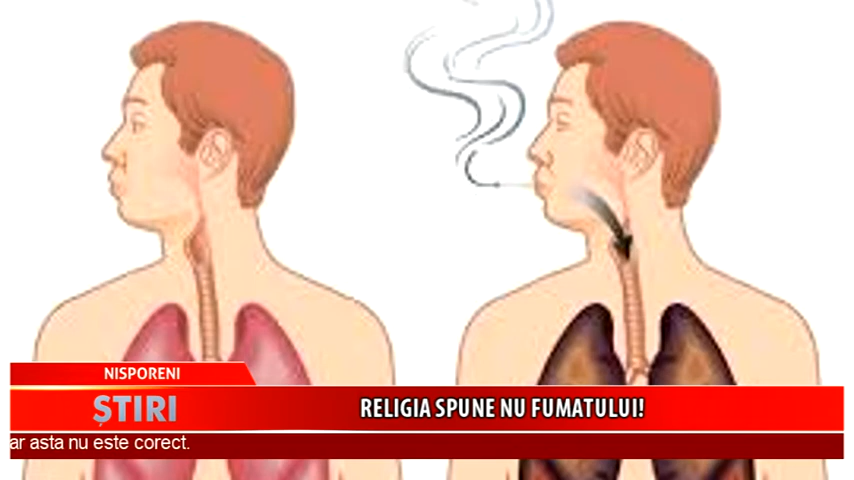 NISPORENI
ȘTIRI
RELIGIA SPUNE NU FUMATULUI!
ar asta nu este corect.